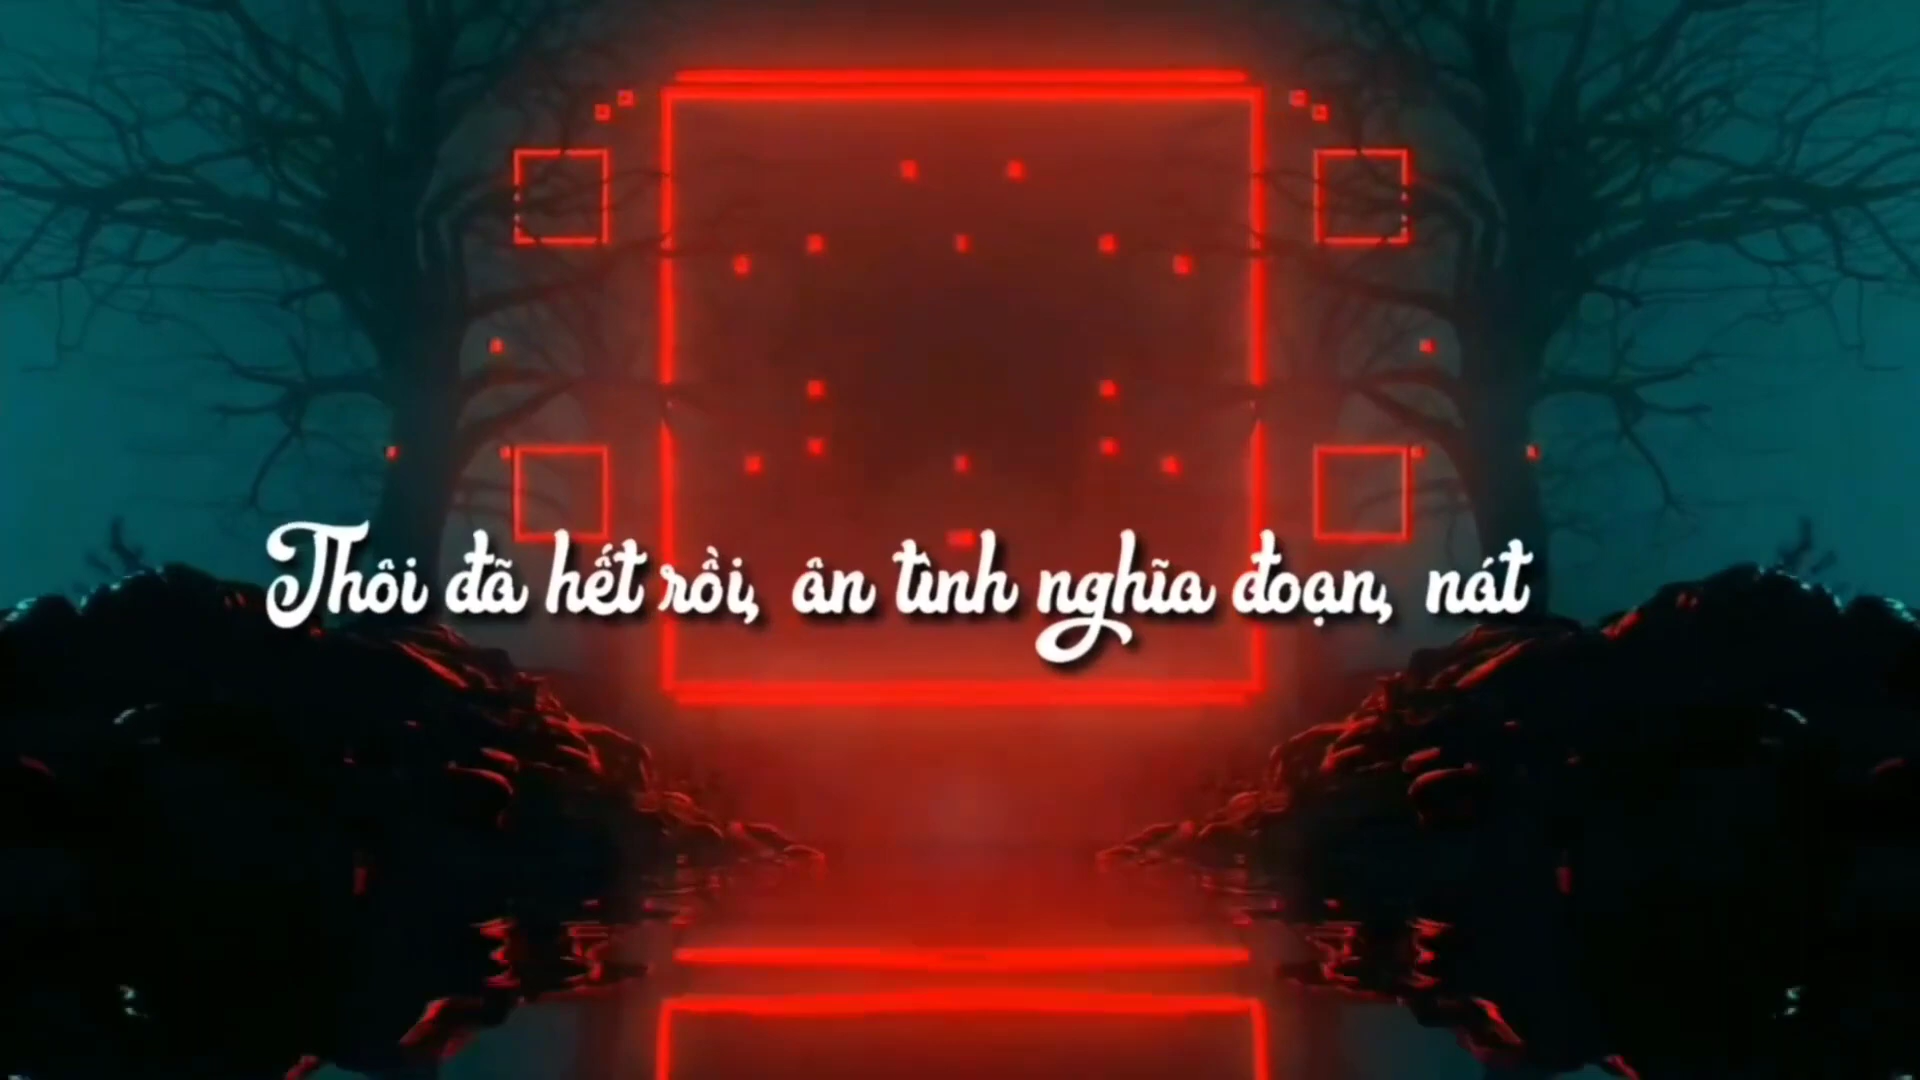 Thôi đã hết rồi, ân tình nghĩa đoạn, nát